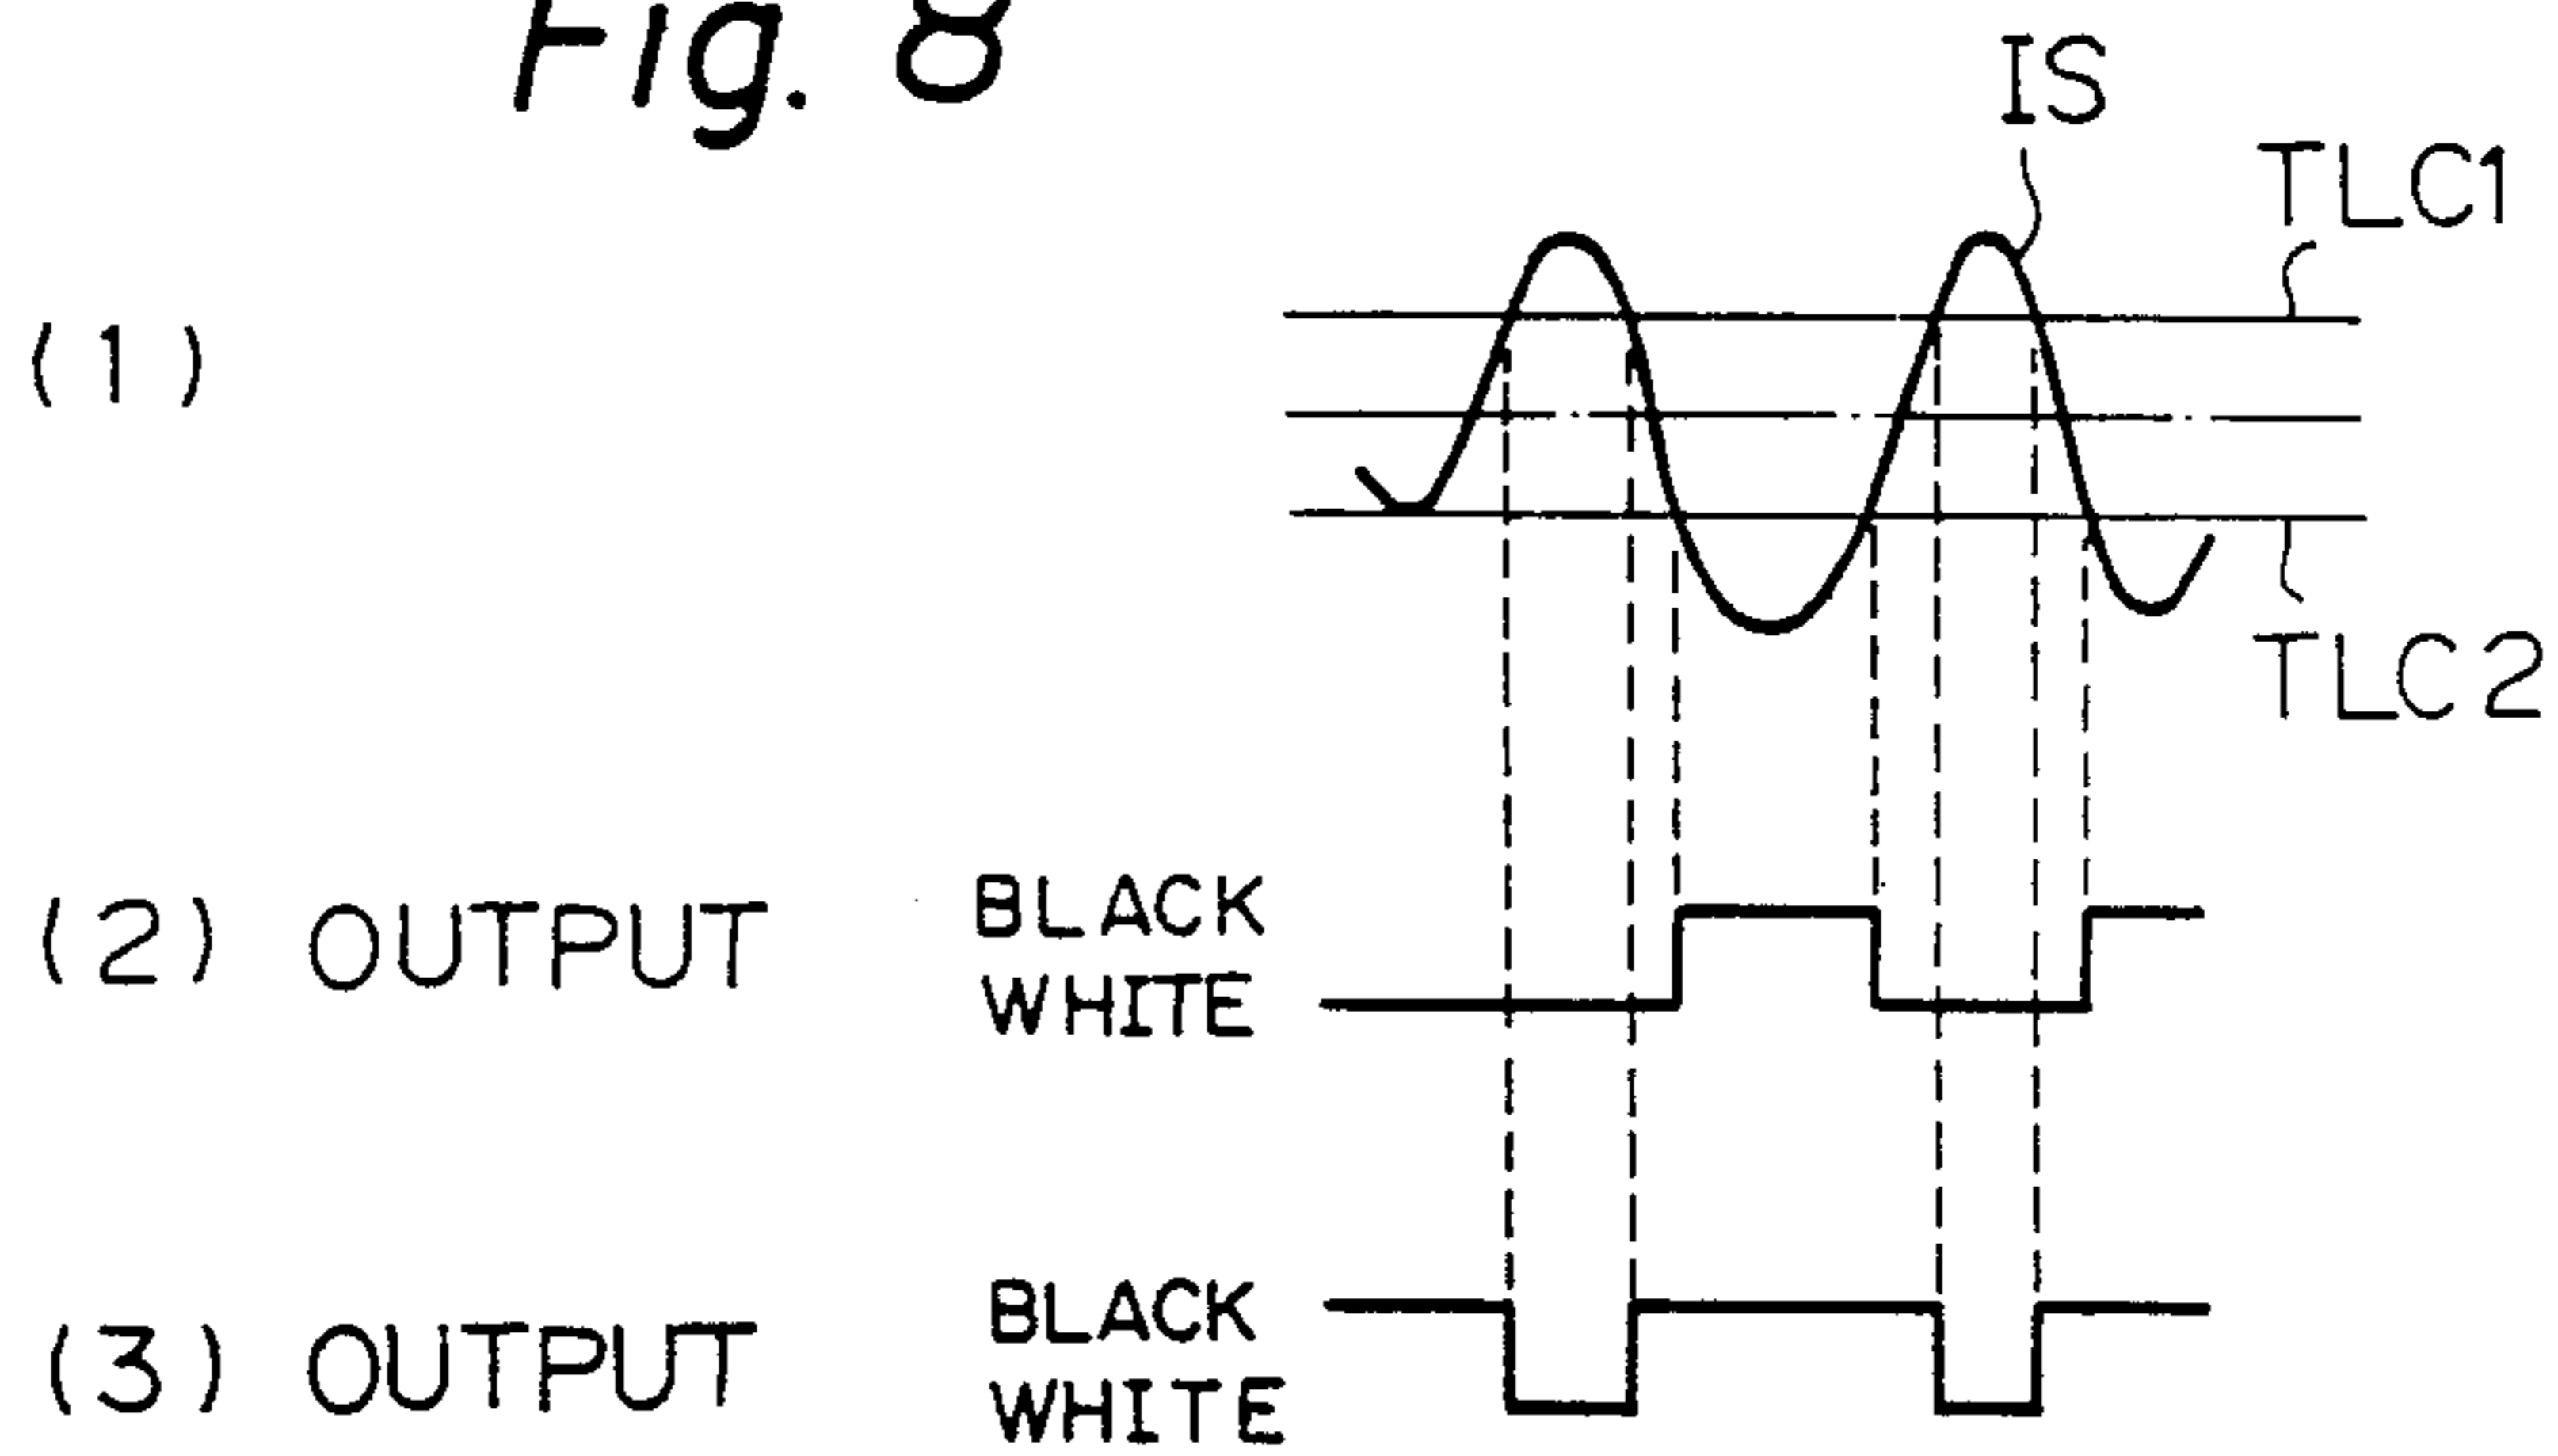 Fig. 8
IS
TLC1
(1)
TLC2
(2) OUTPUT BLACK
WHITE
(3) OUTPUT BLACK
WHITE